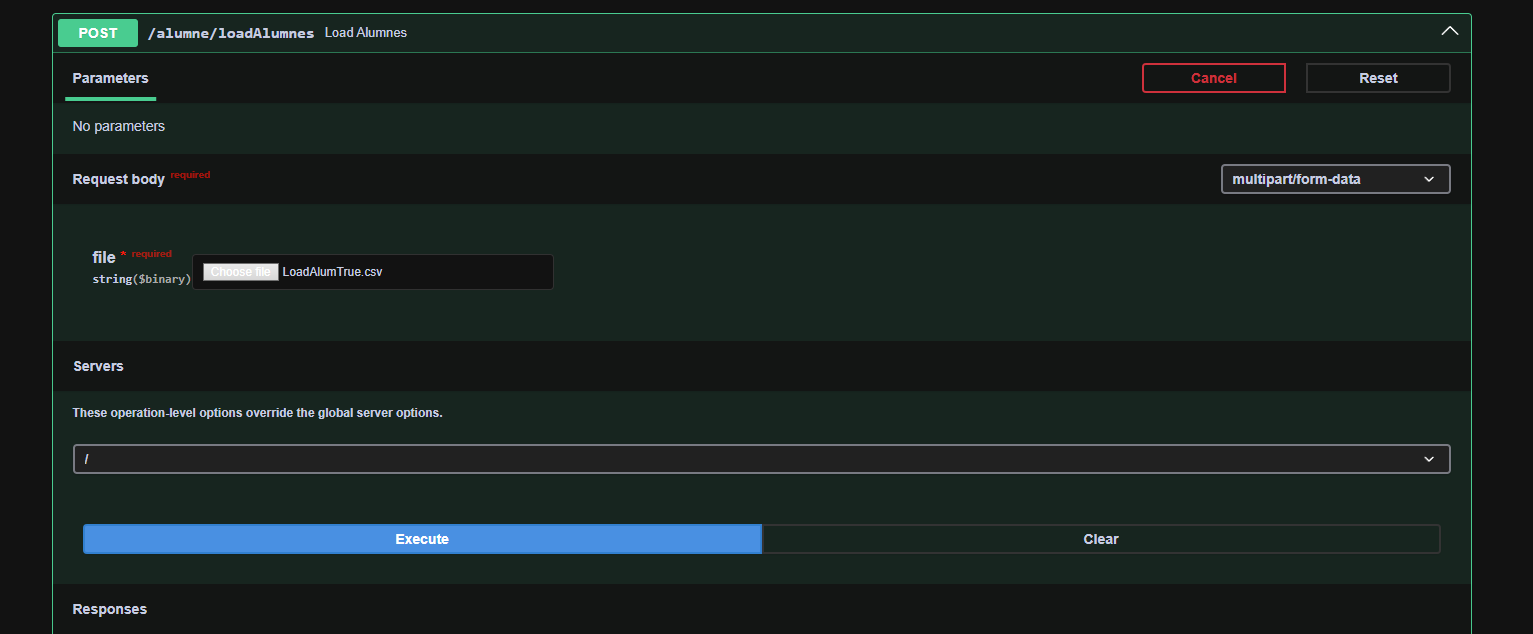 POST /alumne/loadAlumnes Load Alumnes
Parameters Cancel Reset
No parameters
Request body required multipart/form-data
file * required
string($binary) Choose file LoadAlumTrue.csv
Servers
These operation-level options override the global server options.
/
Execute Clear
Responses